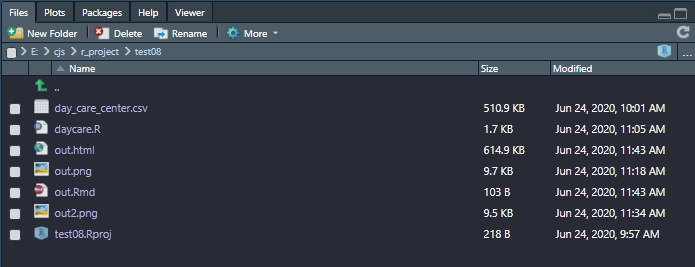 Files Plots Packages Help Viewer
New Folder Delete Rename More
E: cjs r_project test08 ...
Name Size Modified
..
day_care_center.csv 510.9 KB Jun 24, 2020, 10:01 AM
daycare.R 1.7 KB Jun 24, 2020, 11:05 AM
out.html 614.9 KB Jun 24, 2020, 11:43 AM
out.png 9.7 KB Jun 24, 2020, 11:18 AM
out.Rmd 103 B Jun 24, 2020, 11:43 AM
out2.png 9.5 KB Jun 24, 2020, 11:34 AM
test08.Rproj 218 B Jun 24, 2020, 9:57 AM